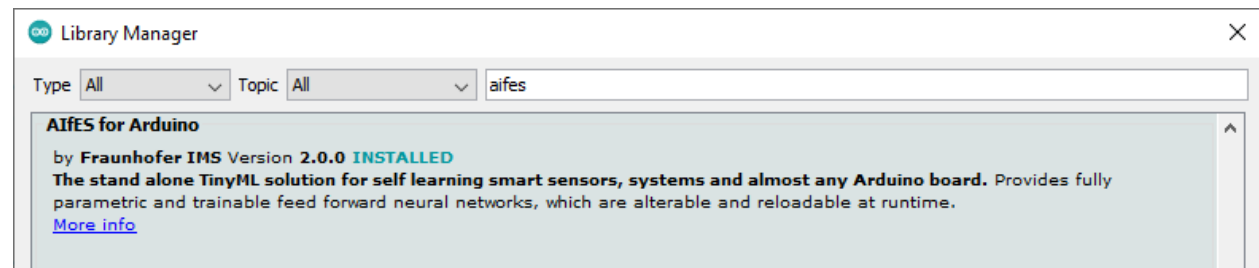 Library Manager
Type All Topic All aifes
AIfES for Arduino
by Fraunhofer IMS Version 2.0.0 INSTALLED
The stand alone TinyML solution for self learning smart sensors, systems and almost any Arduino board. Provides fully
parametric and trainable feed forward neural networks, which are alterable and reloadable at runtime.
More info